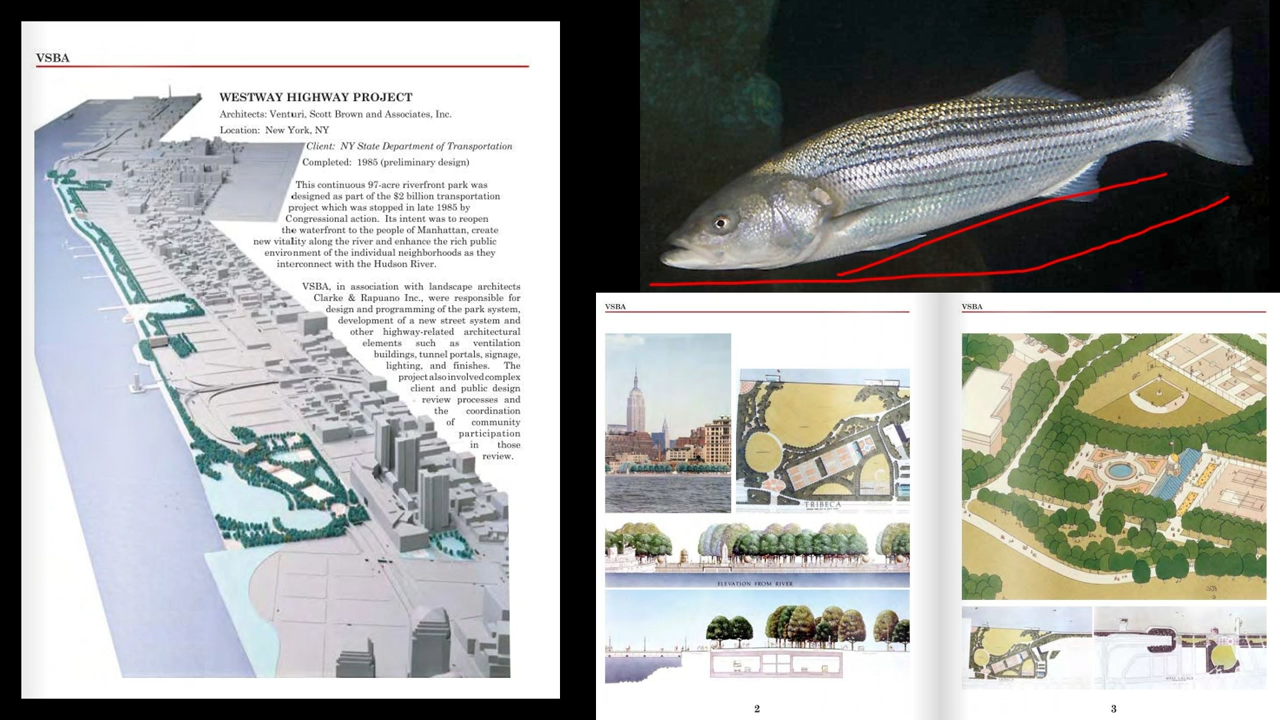 VSBA
WESTWAY HIGHWAY PROJECT
Architects: Venturi, Scott Brown and Associates, Inc.
Location: New York, NY
Client: NY State Department of Transportation
Completed: 1985 (preliminary design)
This continuous 97-acre riverfront park was
designed as part of the $2 billion transportation
project which was stopped in late 1985 by
Congressional action. Its intent was to reopen
the waterfront to the people of Manhattan, create
new vitality along the river and enhance the rich public
environment of the individual neighborhoods as they
interconnect with the Hudson River.
VSBA, in association with landscape architects
Clarke & Rapuano Inc., were responsible for
design and programming of the park system,
development of a new street system and
other highway-related architectural
elements such as ventilation
buildings, tunnel portals, signage,
lighting, and finishes. The
project also involved complex
client and public design
review processes and
the coordination
of community
participation
in those
review.
VSBA
TRIBECA
ELEVATION FROM RIVER
2
VSBA
3